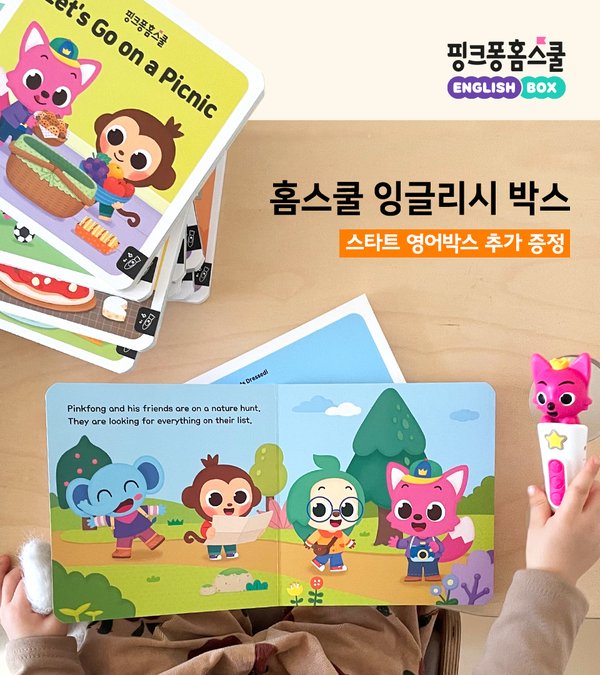 Let's Go on a Picnic
핑크퐁홈스쿨
핑크퐁홈스쿨
ENGLISH BOX
홈스쿨 잉글리시 박스
스타트 영어박스 추가 증정
Dressed!
Pinkfong and his friends are on a nature hunt.
They are looking for everything on their list.